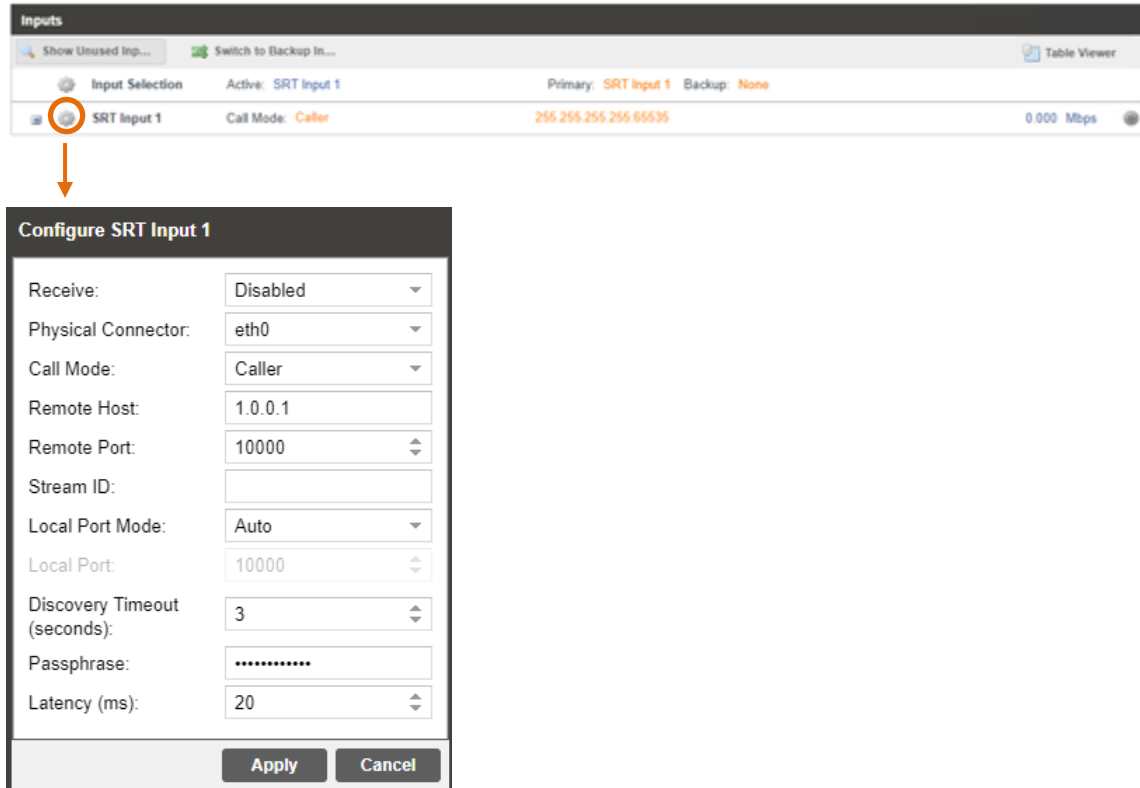 Inputs
Show Unused Inp... Switch to Backup In... Table Viewer
Input Selection Active: SRT Input 1 Primary: SRT Input 1 Backup: None
SRT Input 1 Call Mode: Caller 255.255.255.255:65535 0.000 Mbps
Configure SRT Input 1
Receive: Disabled
Physical Connector: eth0
Call Mode: Caller
Remote Host: 1.0.0.1
Remote Port: 10000
Stream ID:
Local Port Mode: Auto
Local Port: 10000
Discovery Timeout
(seconds): 3
Passphrase: ••••••••••••
Latency (ms): 20
Apply Cancel